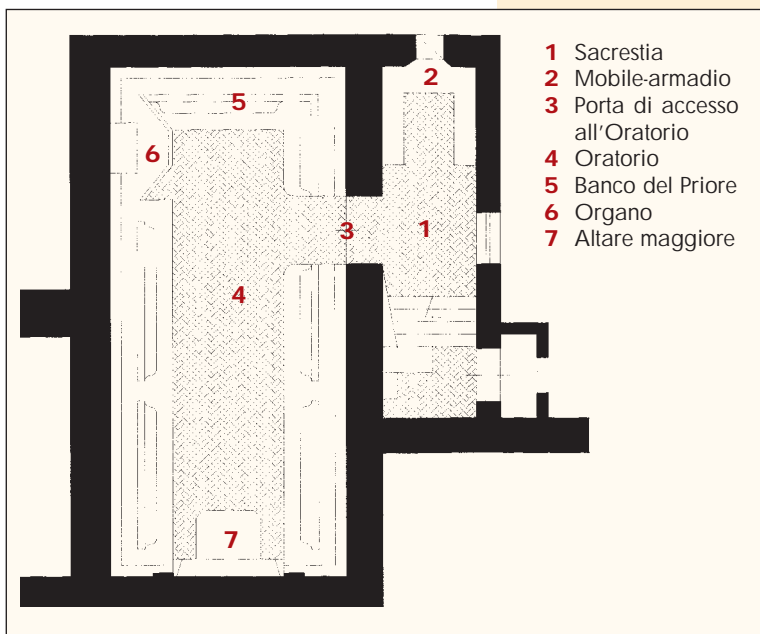 1 Sacrestia
2 Mobile-armadio
3 Porta di accesso
all'Oratorio
4 Oratorio
5 Banco del Priore
6 Organo
7 Altare maggiore
2
5
6
3
1
4
7